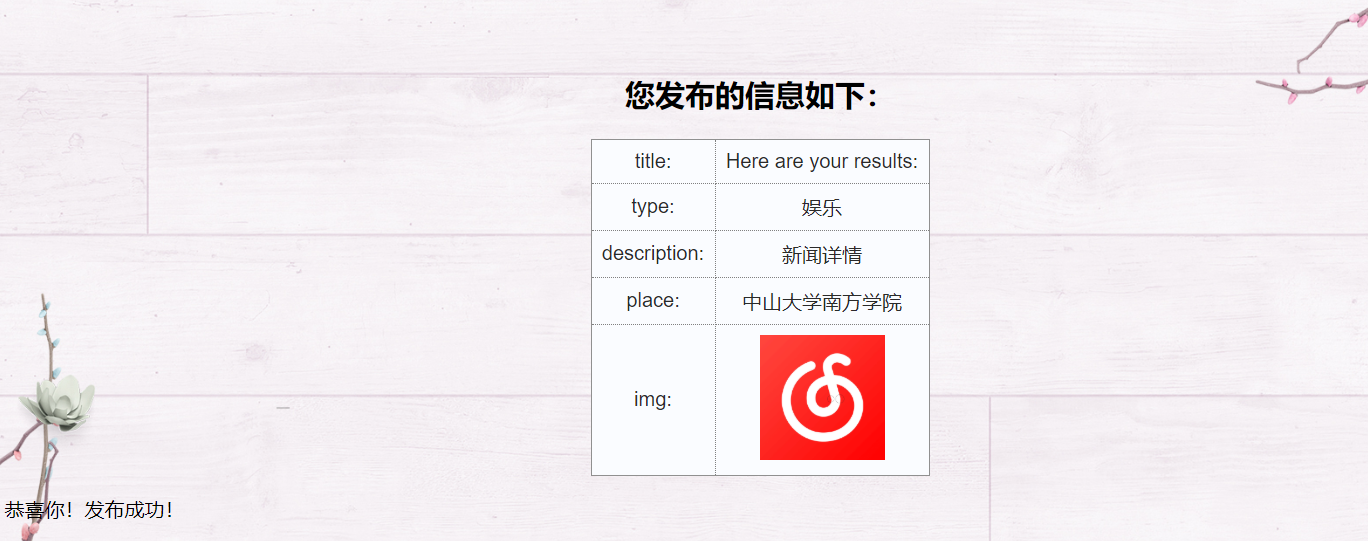 您发布的信息如下：
title: Here are your results:
type: 娱乐
description: 新闻详情
place: 中山大学南方学院
img:
恭喜你！发布成功！